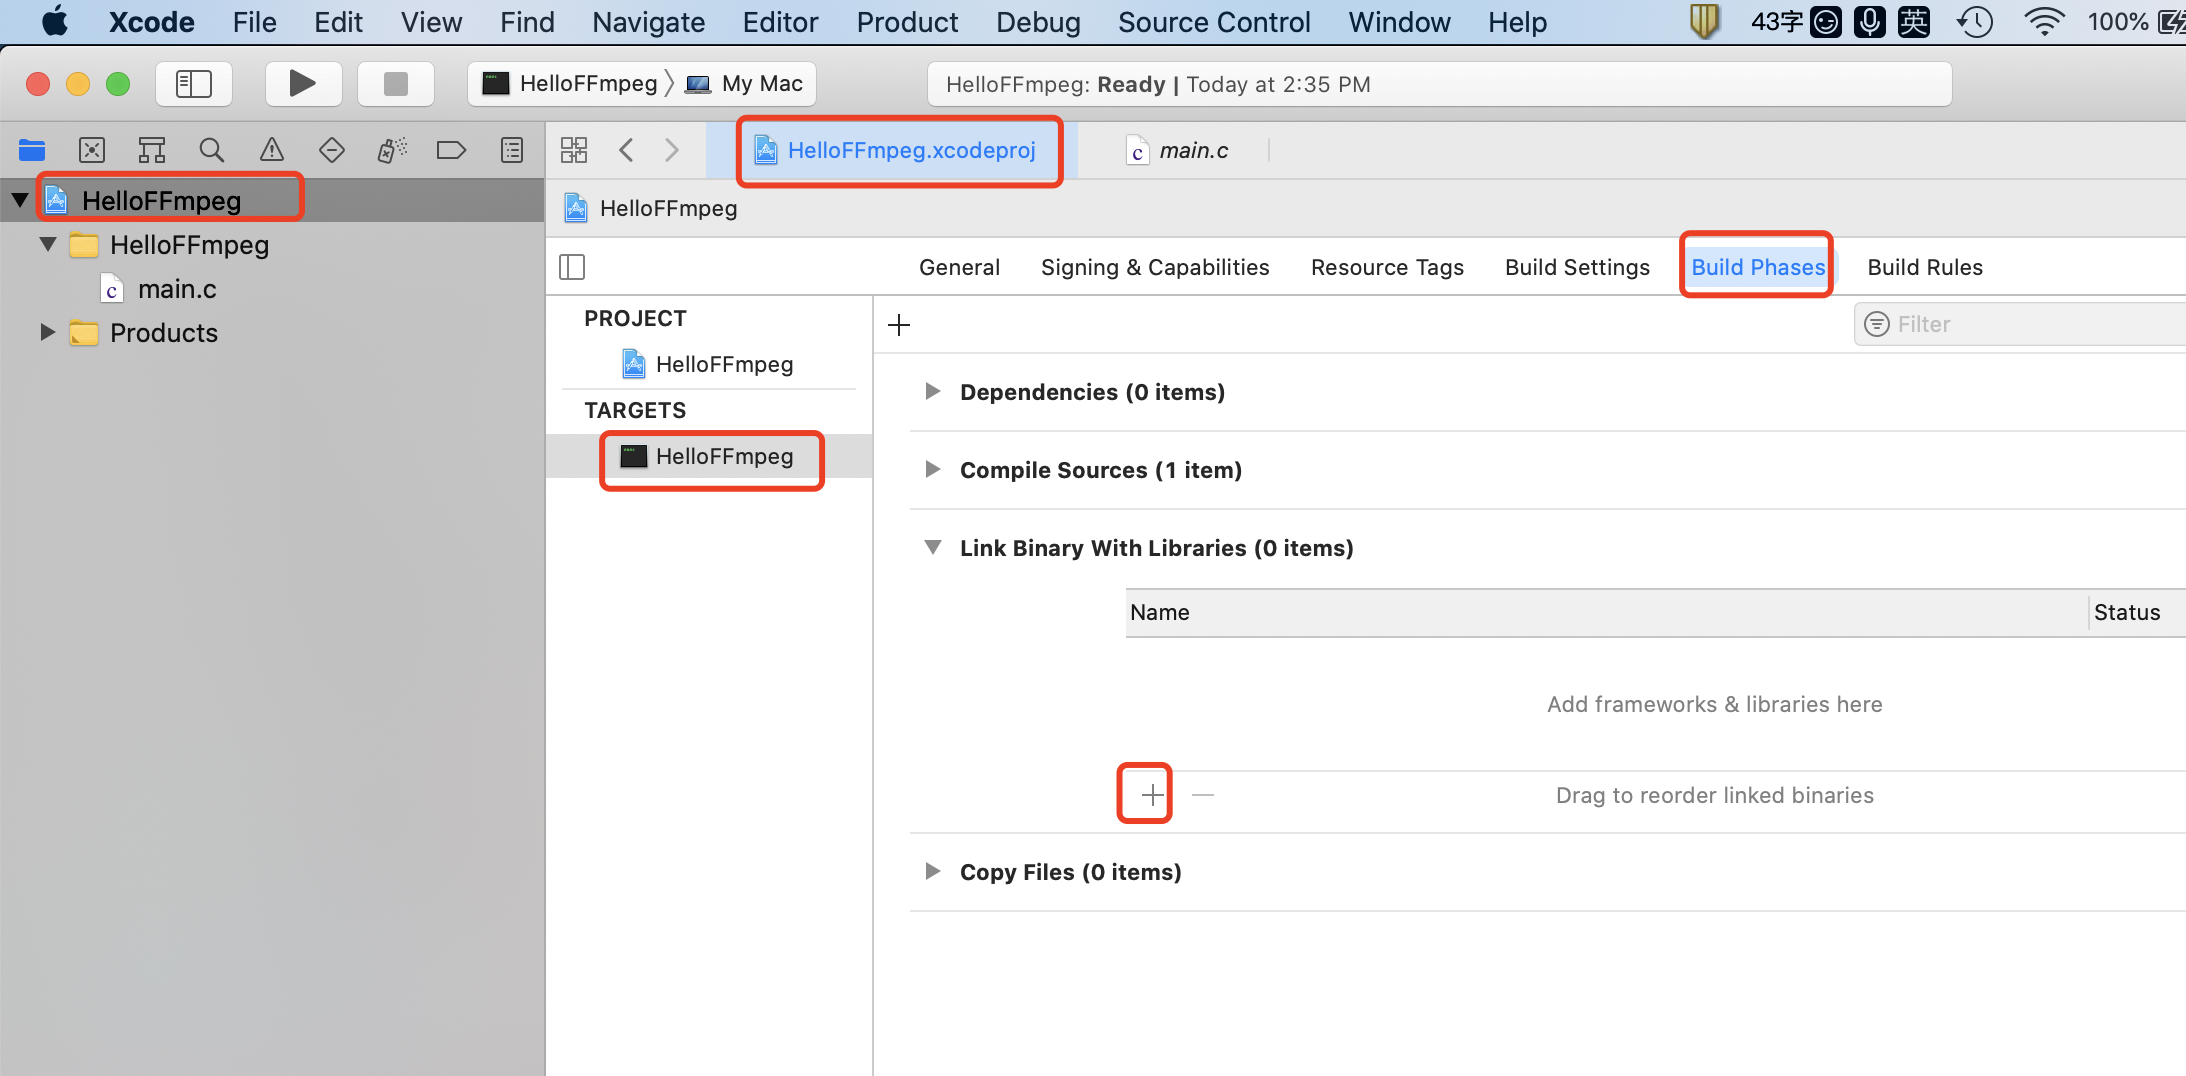 Xcode File Edit View Find Navigate Editor Product Debug Source Control Window Help 43字 英 100%
HelloFFmpeg My Mac HelloFFmpeg: Ready | Today at 2:35 PM
HelloFFmpeg.xcodeproj c main.c
HelloFFmpeg
HelloFFmpeg
c main.c
Products
HelloFFmpeg
General Signing & Capabilities Resource Tags Build Settings Build Phases Build Rules
PROJECT
HelloFFmpeg
TARGETS
HelloFFmpeg
Filter
Dependencies (0 items)
Compile Sources (1 item)
Link Binary With Libraries (0 items)
Name Status
Add frameworks & libraries here
Drag to reorder linked binaries
Copy Files (0 items)